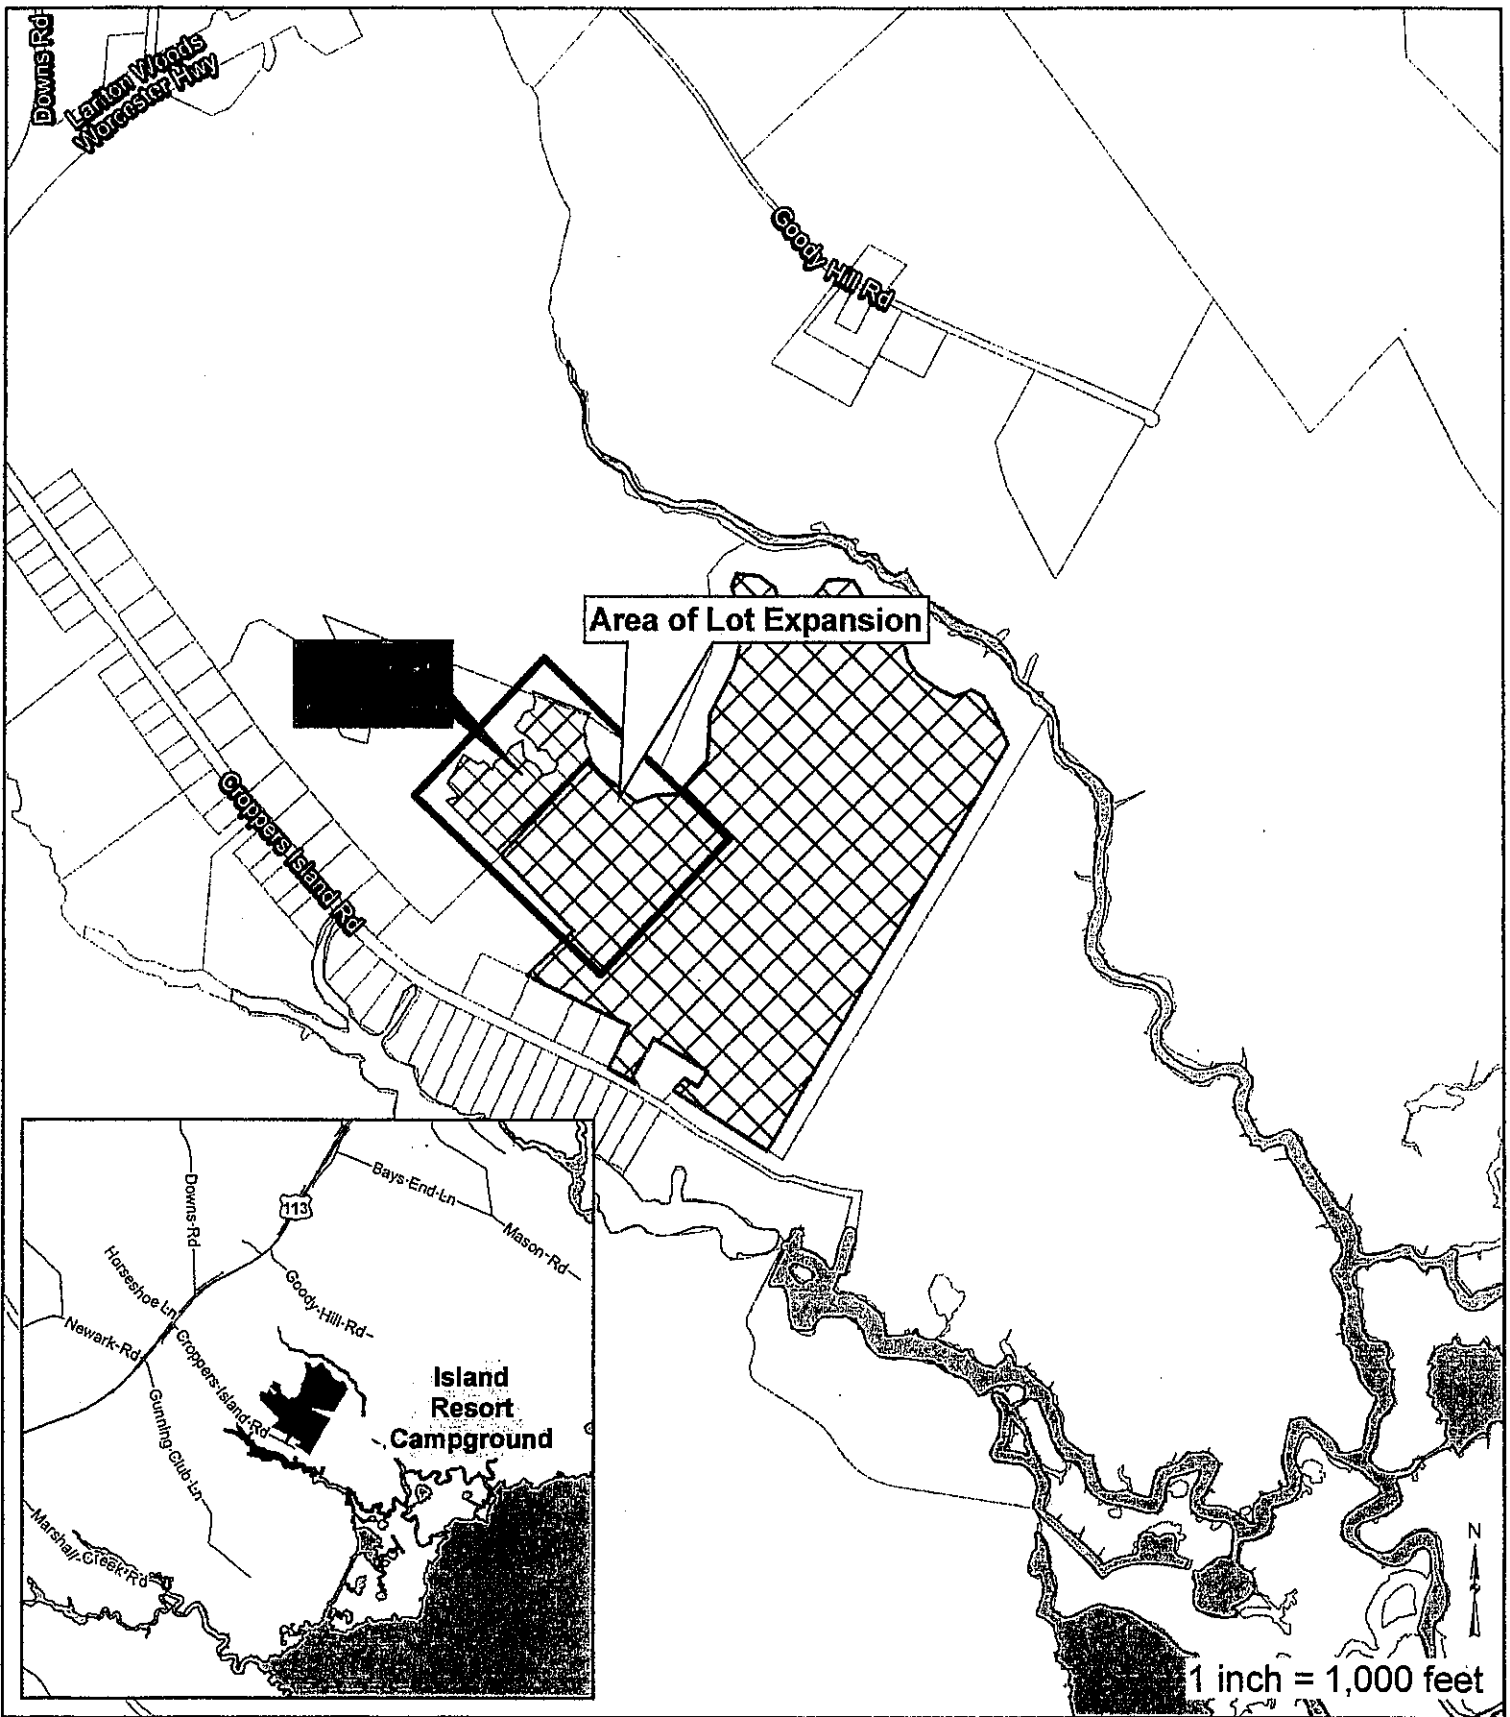 Downs Rd
Lariton Woods
Worcester Hwy
Goody Hill Rd
Area of Lot Expansion
Croppers Island Rd
Downs-Rd
113
Bays-End-Ln
Mason-Rd
Horseshoe Ln
Goody-Hill-Rd
Newark-Rd
Croppers-Island-Rd
Gunning-Club-Ln
Island
Resort
Campground
Marshall-Creek-Rd
N
1 inch = 1,000 feet